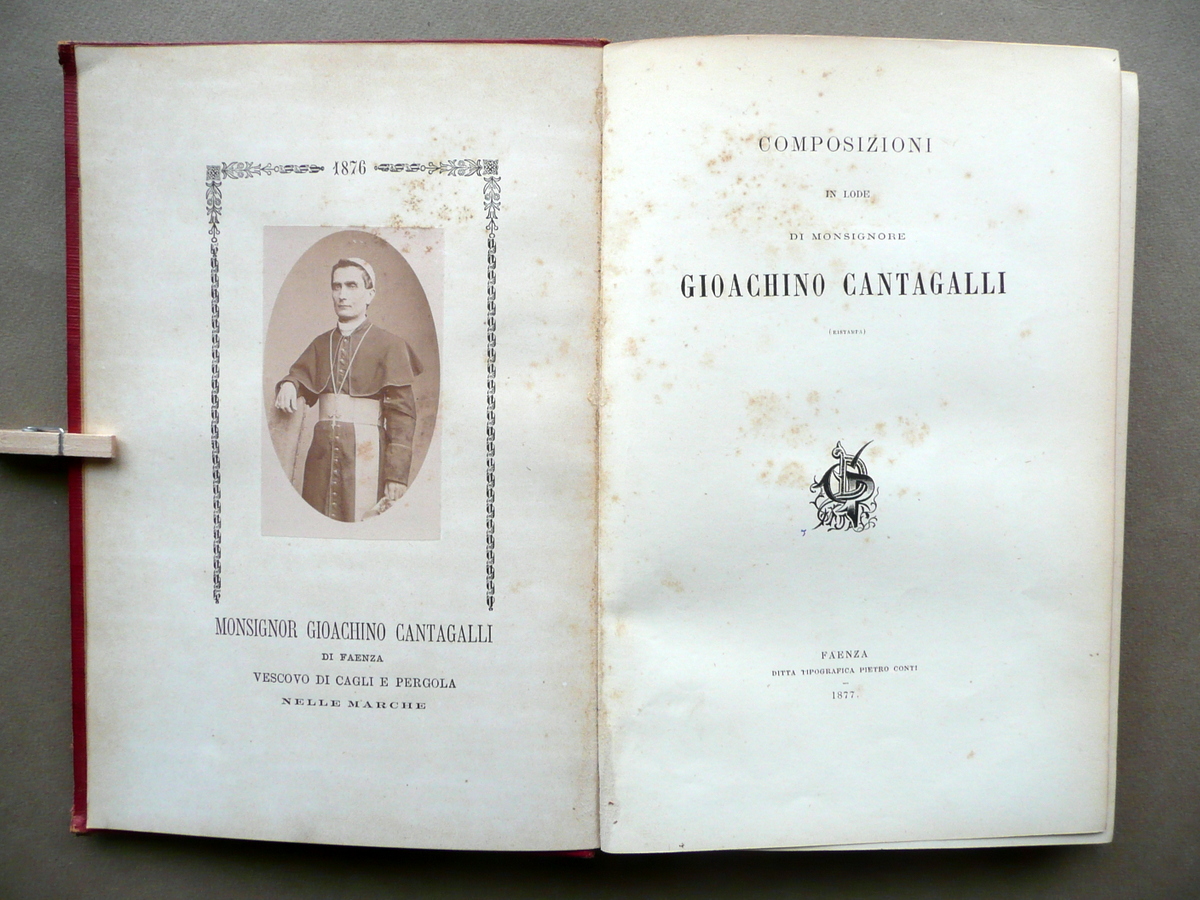 1876
MONSIGNOR GIOACHINO CANTAGALLI
DI FAENZA
VESCOVO DI CAGLI E PERGOLA
NELLE MARCHE
COMPOSIZIONI
IN LODE
DI MONSIGNORE
GIOACHINO CANTAGALLI
(RISTAMPA)
FAENZA
DITTA TIPOGRAFICA PIETRO CONTI
1877.